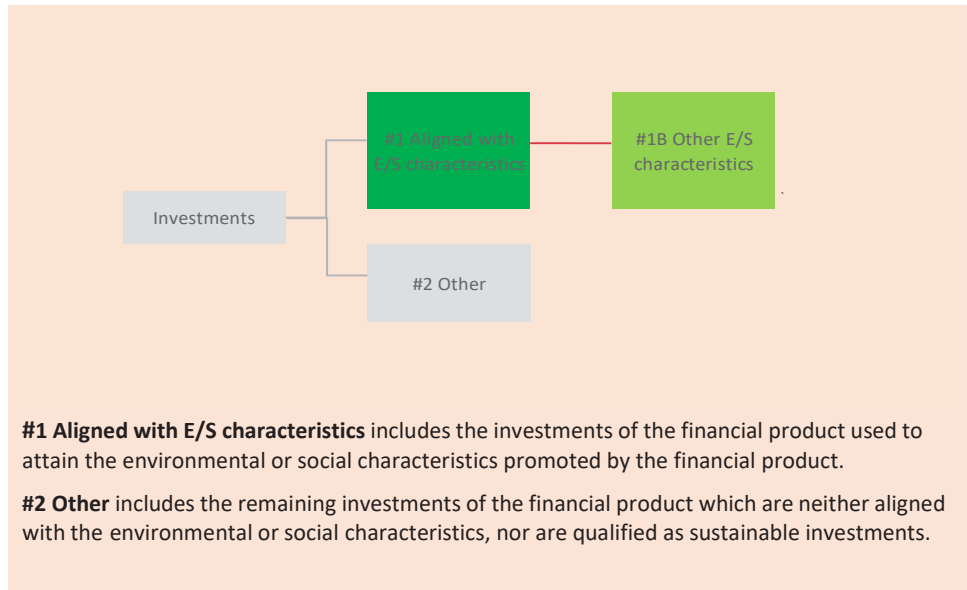 #1 Aligned with
E/S characteristics
#1B Other E/S
characteristics
Investments
#2 Other
#1 Aligned with E/S characteristics includes the investments of the financial product used to
attain the environmental or social characteristics promoted by the financial product.
#2 Other includes the remaining investments of the financial product which are neither aligned
with the environmental or social characteristics, nor are qualified as sustainable investments.